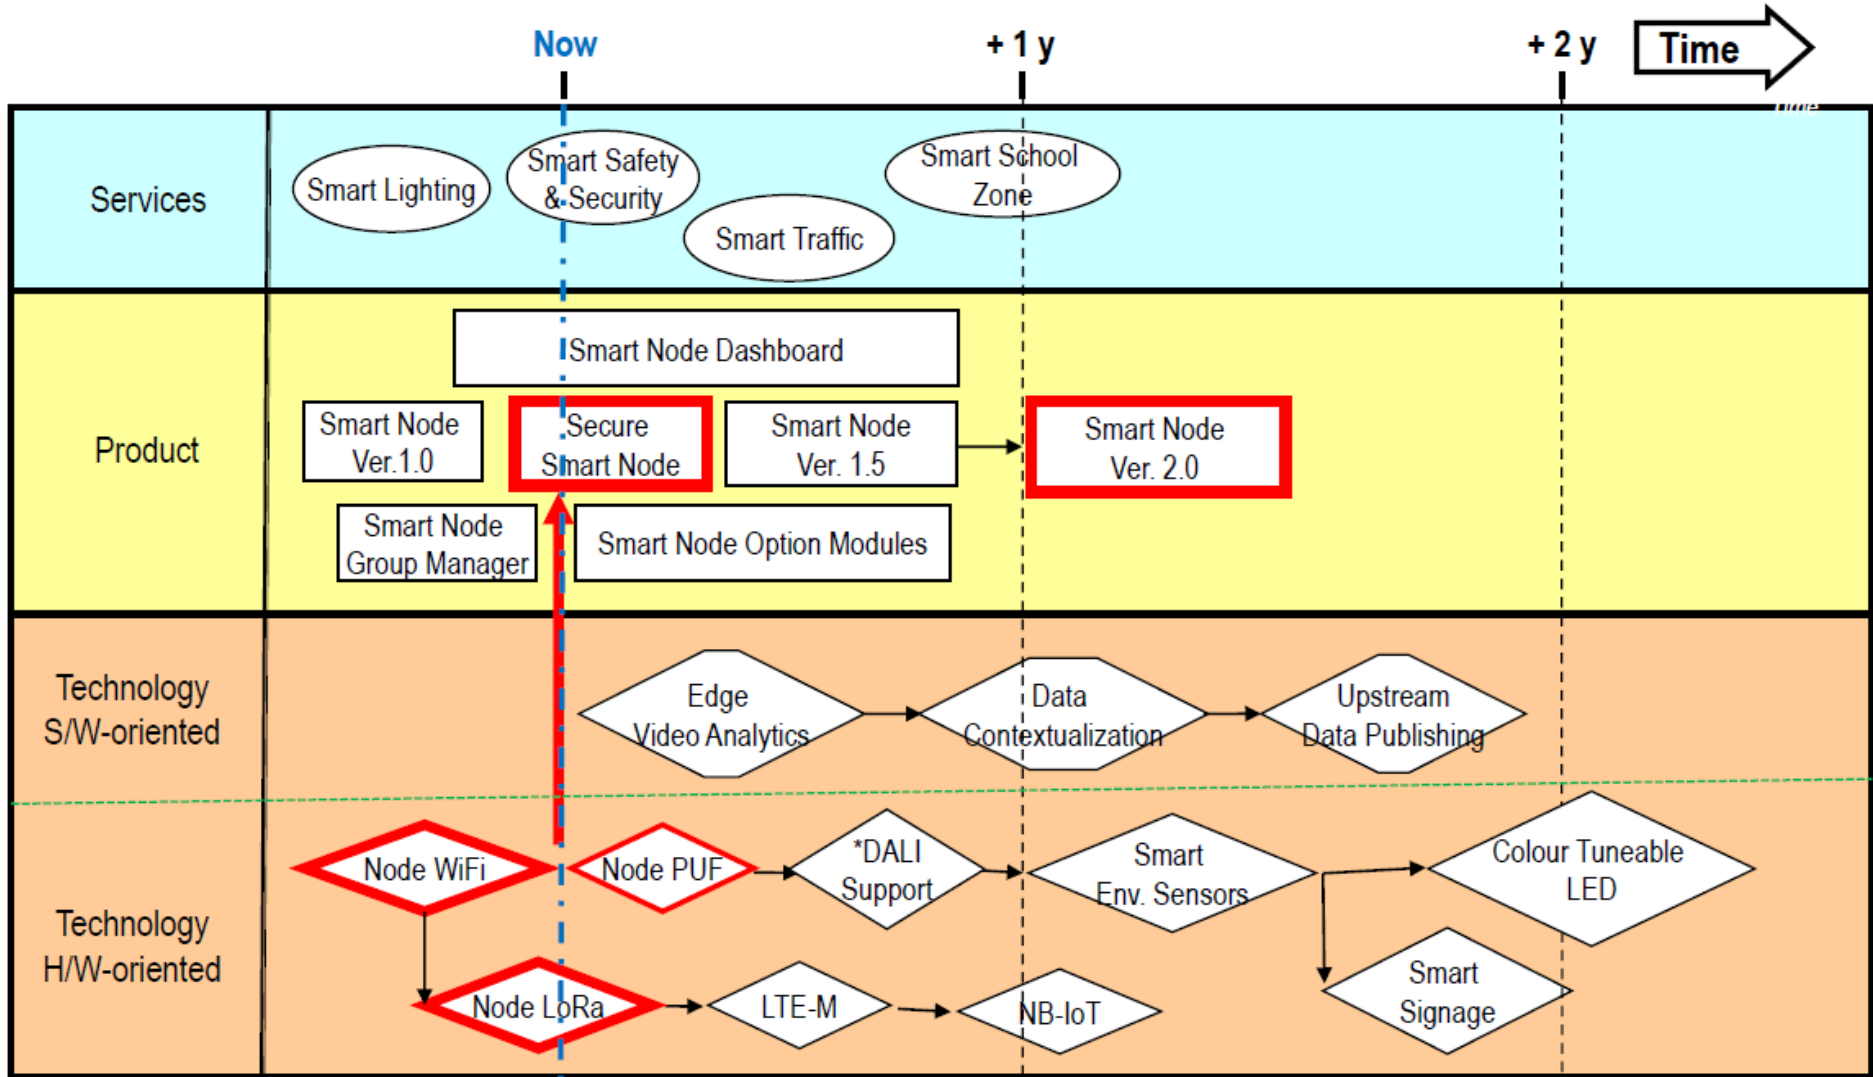 Now
+ 1 y
+ 2 y
Time
Time
Services
Smart Lighting
Smart Safety
& Security
Smart Traffic
Smart School
Zone
Product
Smart Node Dashboard
Smart Node
Ver.1.0
Secure
Smart Node
Smart Node
Ver. 1.5
Smart Node
Ver. 2.0
Smart Node
Group Manager
Smart Node Option Modules
Technology
S/W-oriented
Edge
Video Analytics
Data
Contextualization
Upstream
Data Publishing
Technology
H/W-oriented
Node WiFi
Node PUF
*DALI
Support
Smart
Env. Sensors
Colour Tuneable
LED
Node LoRa
LTE-M
NB-IoT
Smart
Signage